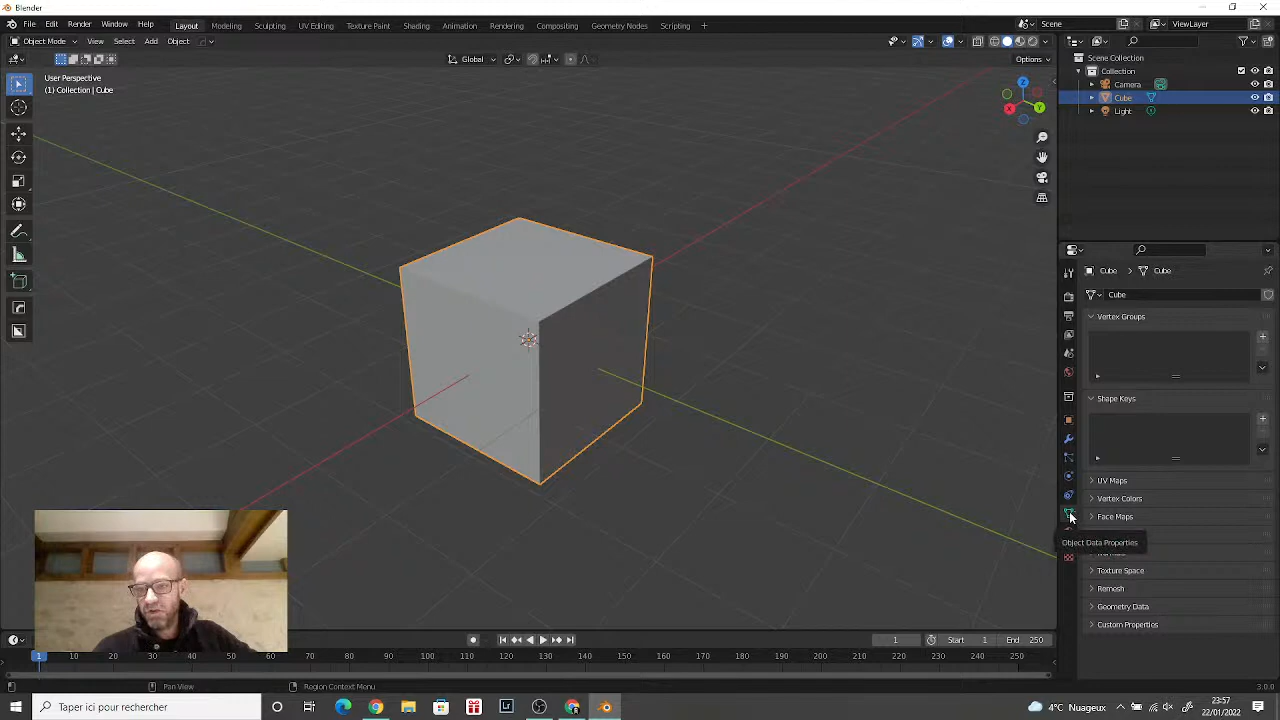 Blender
File Edit Render Window Help Layout Modeling Sculpting UV Editing Texture Paint Shading Animation Rendering Compositing Geometry Nodes Scripting + Scene ViewLayer
Object Mode View Select Add Object
Global Options
User Perspective
(1) Collection | Cube
Z
X
Y
Scene Collection
Collection
Camera
Cube
Light
Cube Cube
Cube
Vertex Groups
Shape Keys
UV Maps
Vertex Colors
Face Maps
Object Data Properties
Texture Space
Remesh
Geometry Data
Custom Properties
1 Start 1 End 250
1 10 20 30 40 50 60 70 80 90 100 110 120 130 140 150 160 170 180 190 200 210 220 230 240 250
Pan View Region Context Menu 3.0.0
Taper ici pour rechercher
4°C Nuageux
23:57
22/01/2022